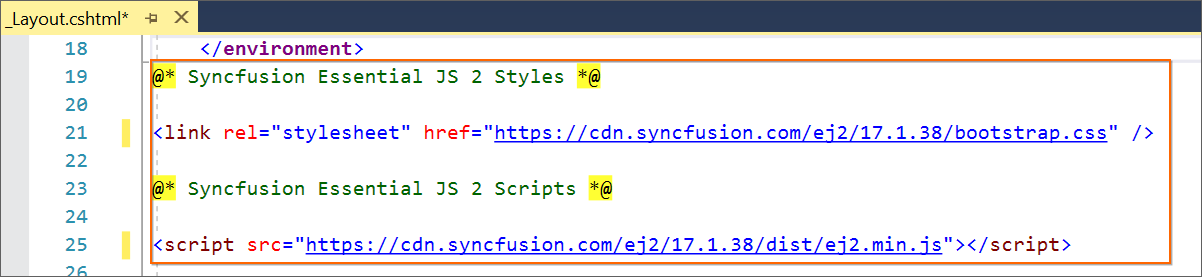 _Layout.cshtml*
18 </environment>
19 @* Syncfusion Essential JS 2 Styles *@
20
21 <link rel="stylesheet" href="https://cdn.syncfusion.com/ej2/17.1.38/bootstrap.css" />
22
23 @* Syncfusion Essential JS 2 Scripts *@
24
25 <script src="https://cdn.syncfusion.com/ej2/17.1.38/dist/ej2.min.js"></script>
26